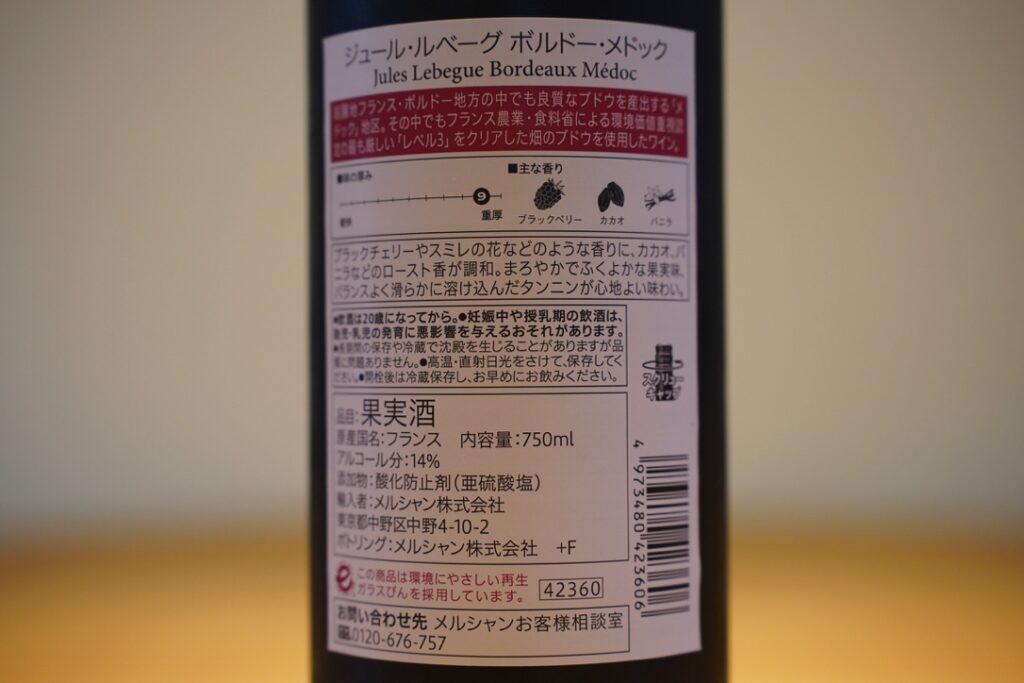 ジュール・ルベーグ ボルドー・メドック
Jules Lebegue Bordeaux Médoc
地フランス・ボルドー地方の中でも良質なブドウを産出する「メ
ドック」地区。その中でもフランス農業・食料省による環境価値重視認
定の最も厳しい「レベル3」をクリアした畑のブドウを使用したワイン。
■味の厚み
■主な香り
9
軽快
重厚
ブラックベリー
カカオ
バニラ
ブラックチェリーやスミレの花などのような香りに、カカオ、バ
ニラなどのロースト香が調和。まろやかでふくよかな果実味、
バランスよく滑らかに溶け込んだタンニンが心地よい味わい。
●飲酒は20歳になってから。●妊娠中や授乳期の飲酒は、
胎児・乳児の発育に悪影響を与えるおそれがあります。
●長期間の保存や冷蔵で沈殿を生じることがありますが品
質に問題ありません。●高温・直射日光をさけて、保存してく
ださい。●開栓後は冷蔵保存し、お早めにお飲みください。
スクリュー
キャップ
品目:果実酒
原産国名:フランス 内容量:750ml
アルコール分:14%
添加物:酸化防止剤(亜硫酸塩)
輸入者:メルシャン株式会社
東京都中野区中野4-10-2
ボトリング:メルシャン株式会社 +F
4 973480 423606
この商品は環境にやさしい再生
ガラスびんを採用しています。
42360
お問い合わせ先 メルシャンお客様相談室
0120-676-757